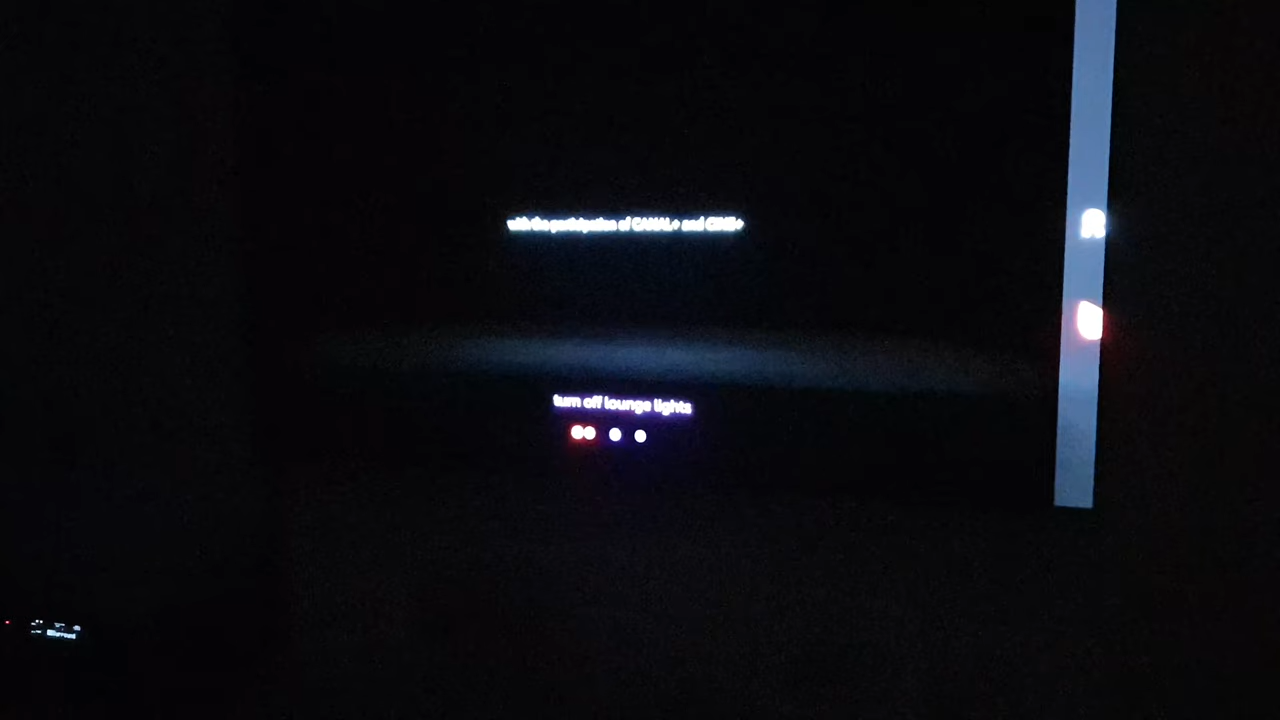 with the participation of CANAL+ and CINE+
turn off lounge lights